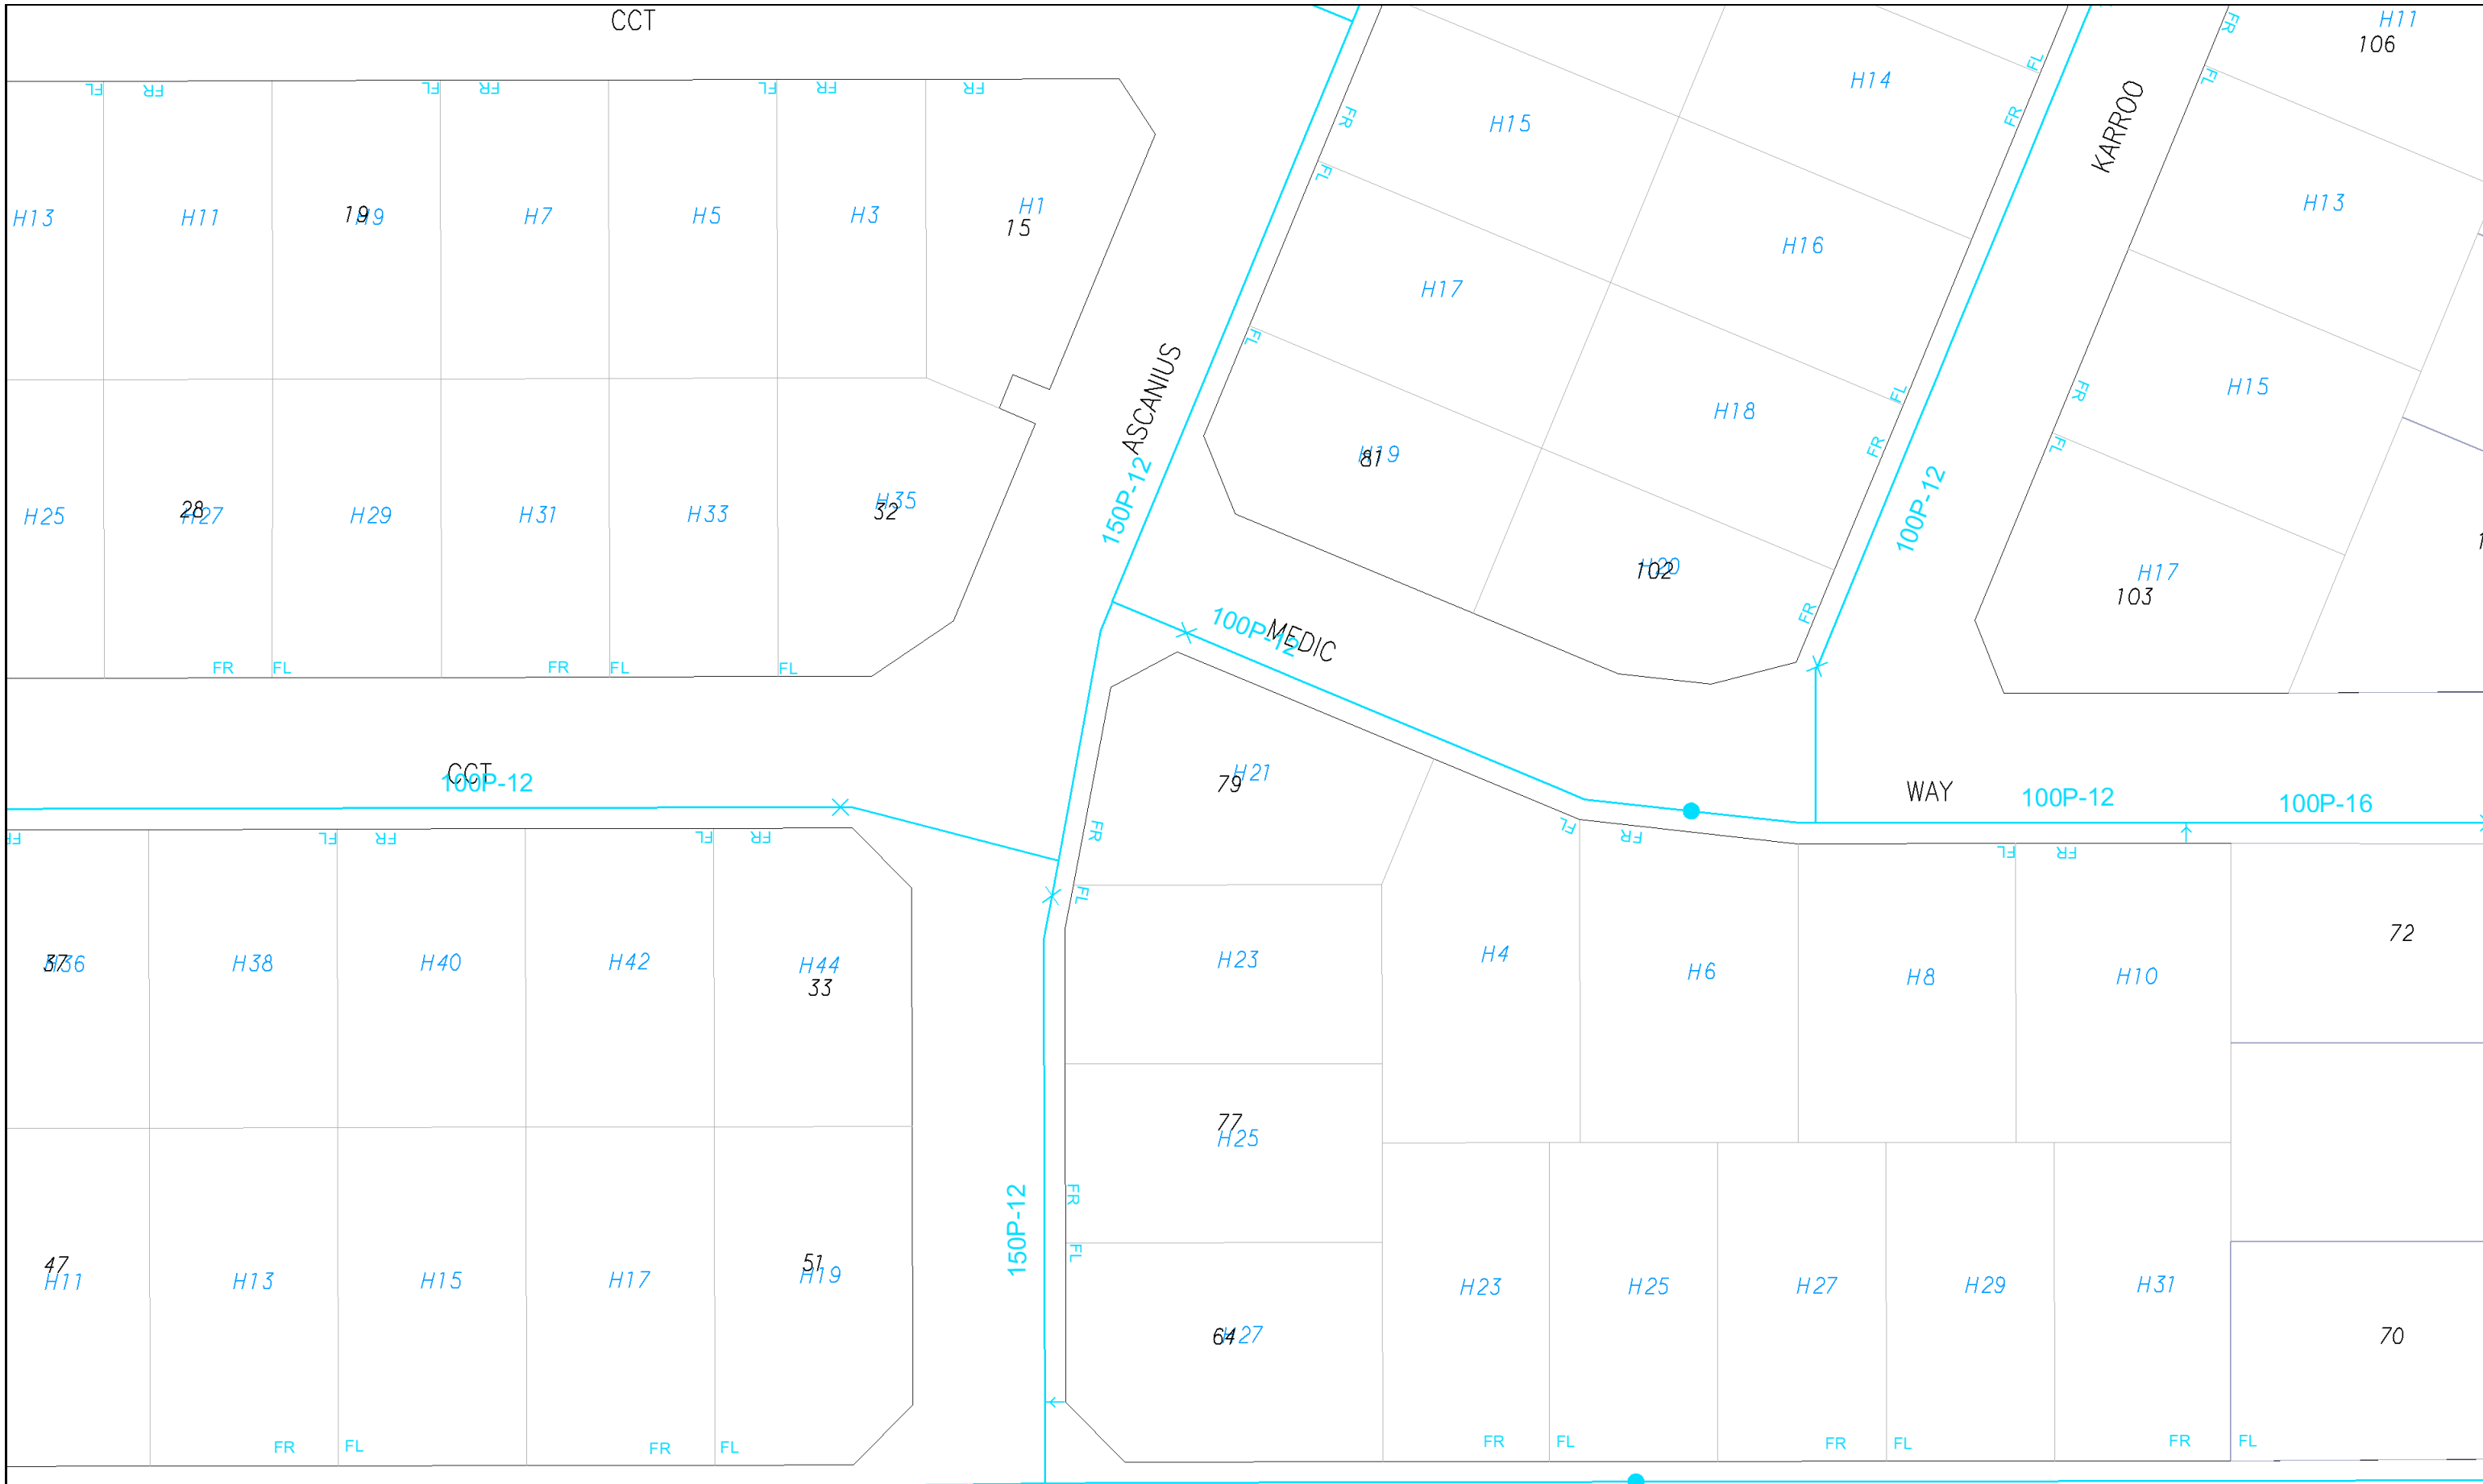 CCT
H11
106
FR
FL
FR
FL
FR
FL
FR
FR
FL
FR
H14
FL
FR
FR
FL
KARROO
H15
H13
H13
H11
19
H9
H7
H5
H3
H1
15
H17
H16
FL
ASCANIUS
H15
FR
FL
H18
FL
FR
81
H19
150P-12
100P-12
H25
28
H27
H29
H31
H33
H35
32
102
H20
H17
103
FR
100P-12
MEDIC
FR
FL
FR
FL
FL
CCT
100P-12
79
H21
WAY
100P-12
100P-16
FR
FL
FR
FL
FR
FR
FL
FR
FL
FR
FL
FR
FL
72
37
H36
H38
H40
H42
H44
33
H23
H4
H6
H8
H10
77
H25
FR
FL
150P-12
47
H11
H13
H15
H17
51
H19
64
H27
H23
H25
H27
H29
H31
70
FR
FL
FR
FL
FR
FL
FR
FL
FR
FL